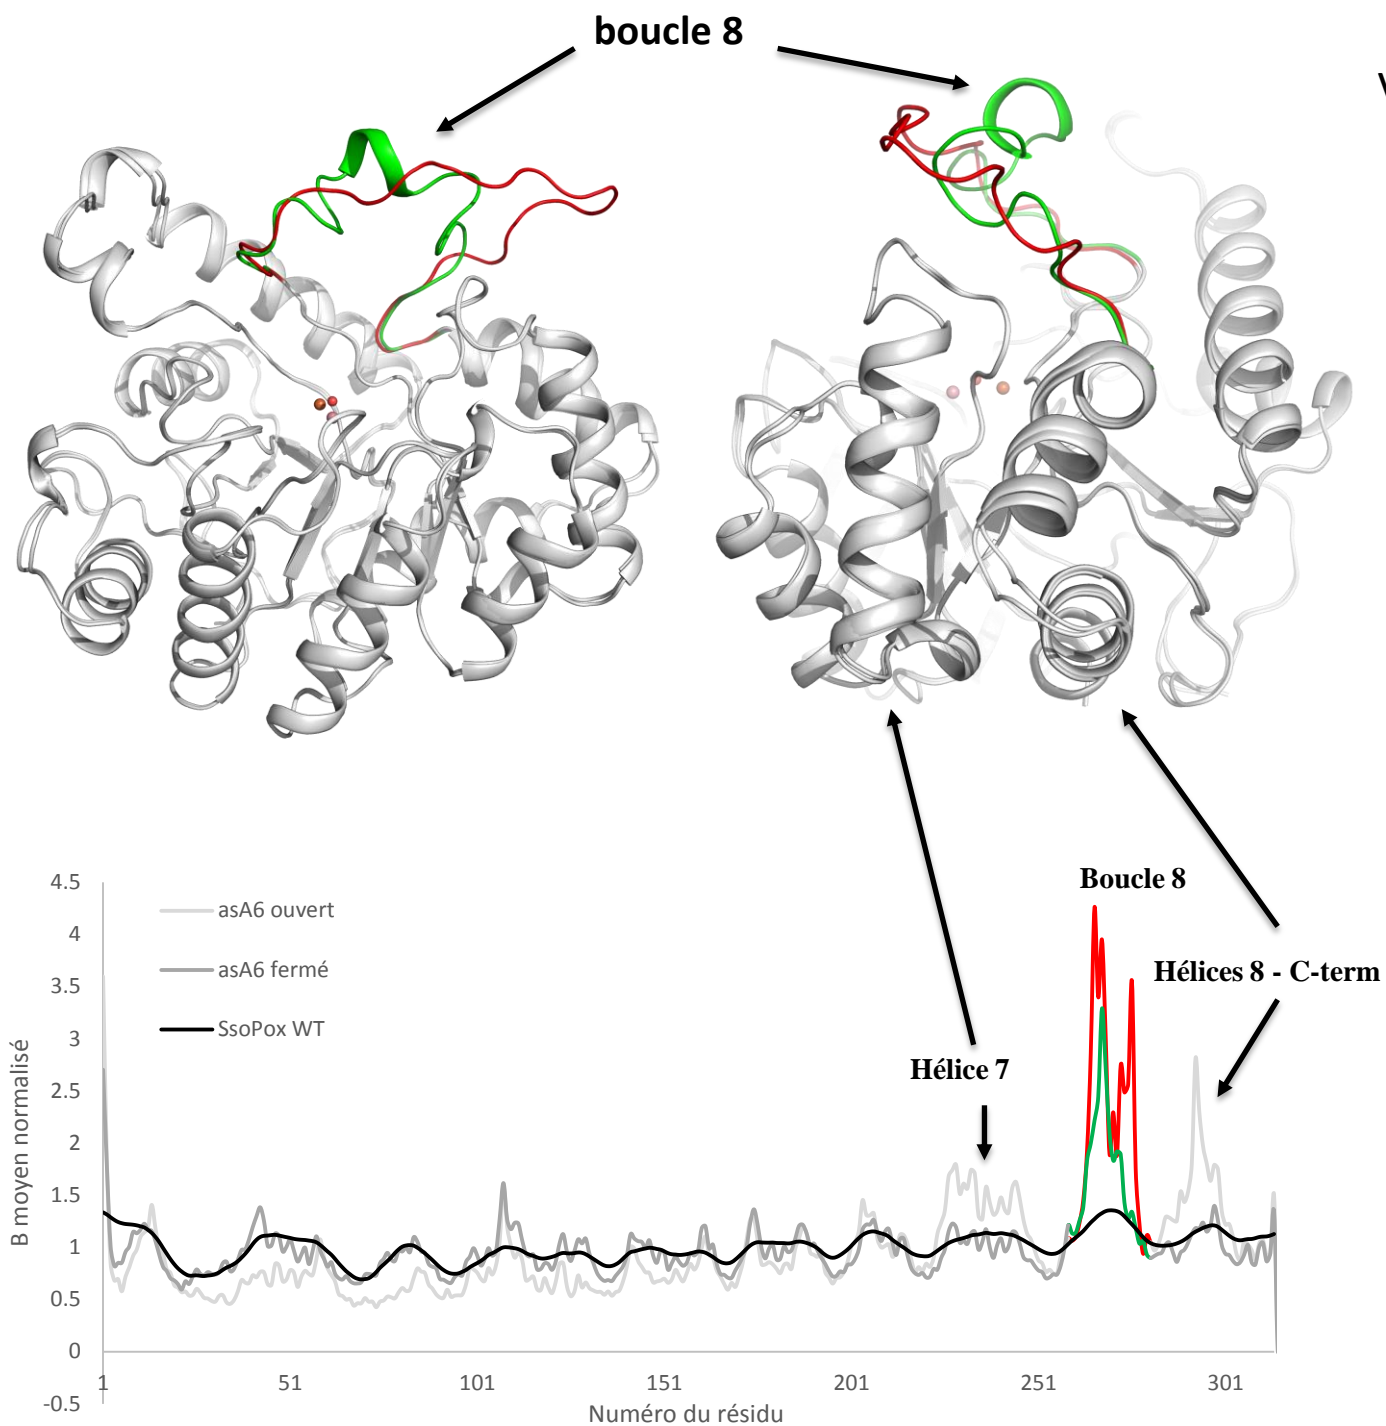 boucle 8
4.5
4
3.5
3
2.5
2
1.5
1
0.5
0
-0.5
B moyen normalisé
asA6 ouvert
asA6 fermé
SsoPox WT
Boucle 8
Hélices 8 - C-term
Hélice 7
1
51
101
151
201
251
301
Numéro du résidu